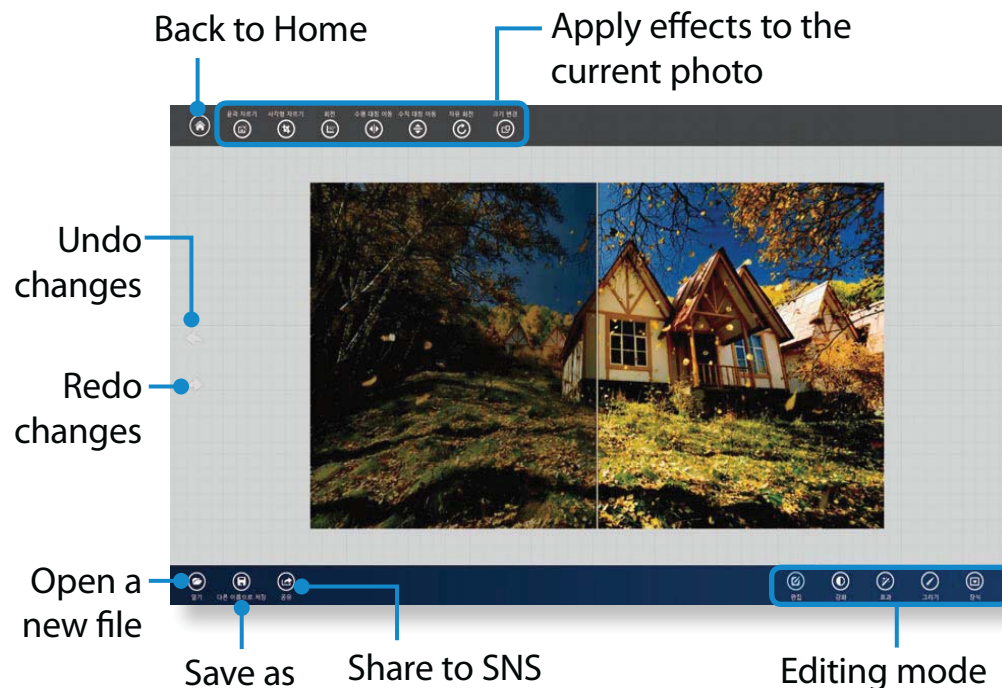 Back to Home
Apply effects to the
current photo
윤곽 자르기 사각형 자르기 회전 수평 대칭 이동 수직 대칭 이동 자유 회전 크기 변경
Undo
changes
Redo
changes
Open a
new file
열기 다른 이름으로 저장 공유
편집 강화 효과 그리기 장식
Save as
Share to SNS
Editing mode